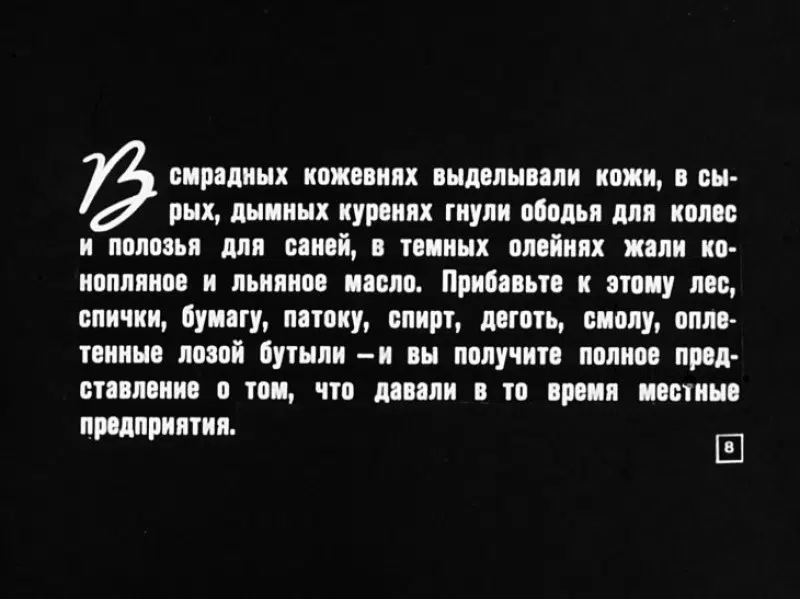 В смрадных кожевнях выделывали кожи, в сы-
рых, дымных куренях гнули ободья для колес
и полозья для саней, в темных олейнях жали ко-
нопляное и льняное масло. Прибавьте к этому лес,
спички, бумагу, патоку, спирт, деготь, смолу, опле-
тенные лозой бутыли – и вы получите полное пред-
ставление о том, что давали в то время местные
предприятия.
8